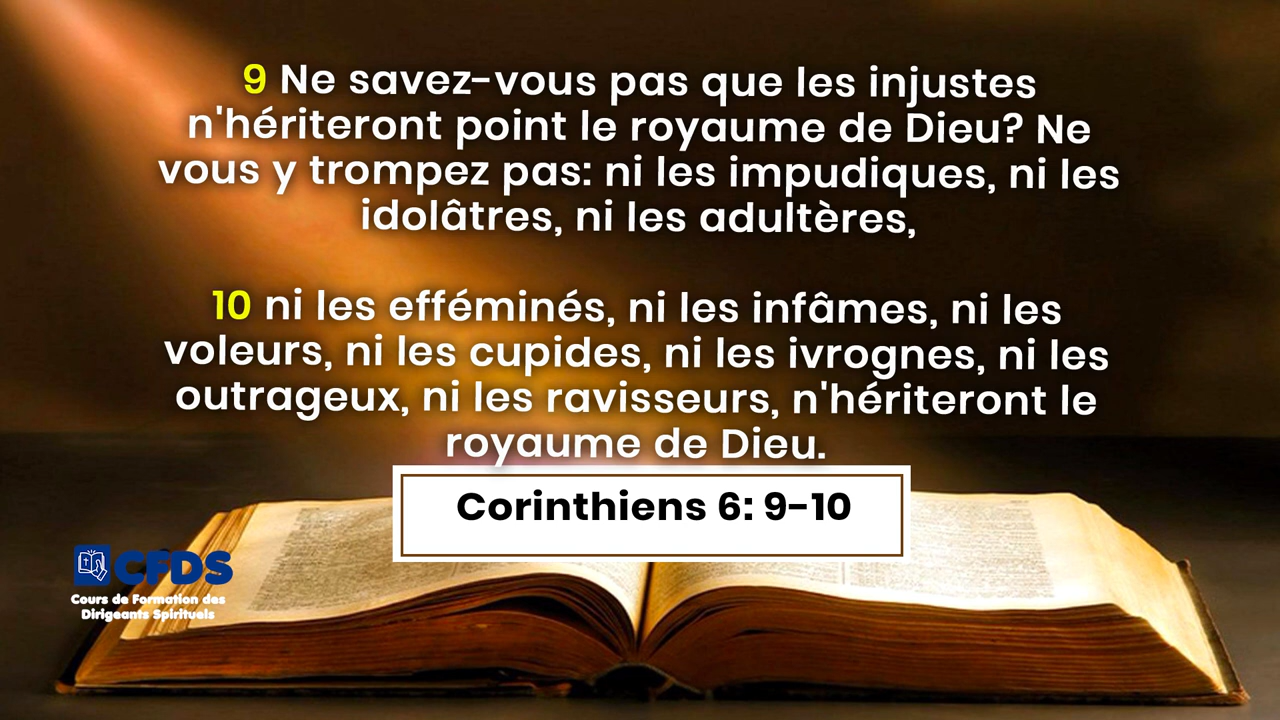 9 Ne savez-vous pas que les injustes
n'hériteront point le royaume de Dieu? Ne
vous y trompez pas: ni les impudiques, ni les
idolâtres, ni les adultères,
10 ni les efféminés, ni les infâmes, ni les
voleurs, ni les cupides, ni les ivrognes, ni les
outrageux, ni les ravisseurs, n'hériteront le
royaume de Dieu.
Corinthiens 6: 9-10
CFDS
Cours de Formation des
Dirigeants Spirituels